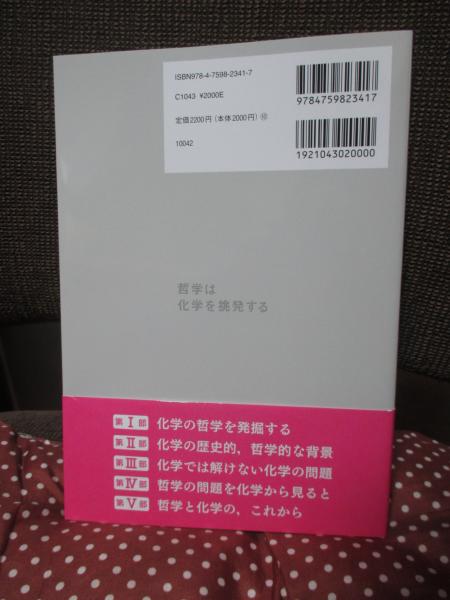 ISBN978-4-7598-2341-7
C1043 ¥2000E
定価2200円(本体2000円)⑩
10042
9784759823417
1921043020000
哲学は
化学を挑発する
第Ⅰ部 化学の哲学を発掘する
第Ⅱ部 化学の歴史的，哲学的な背景
第Ⅲ部 化学では解けない化学の問題
第Ⅳ部 哲学の問題を化学から見ると
第Ⅴ部 哲学と化学の，これから